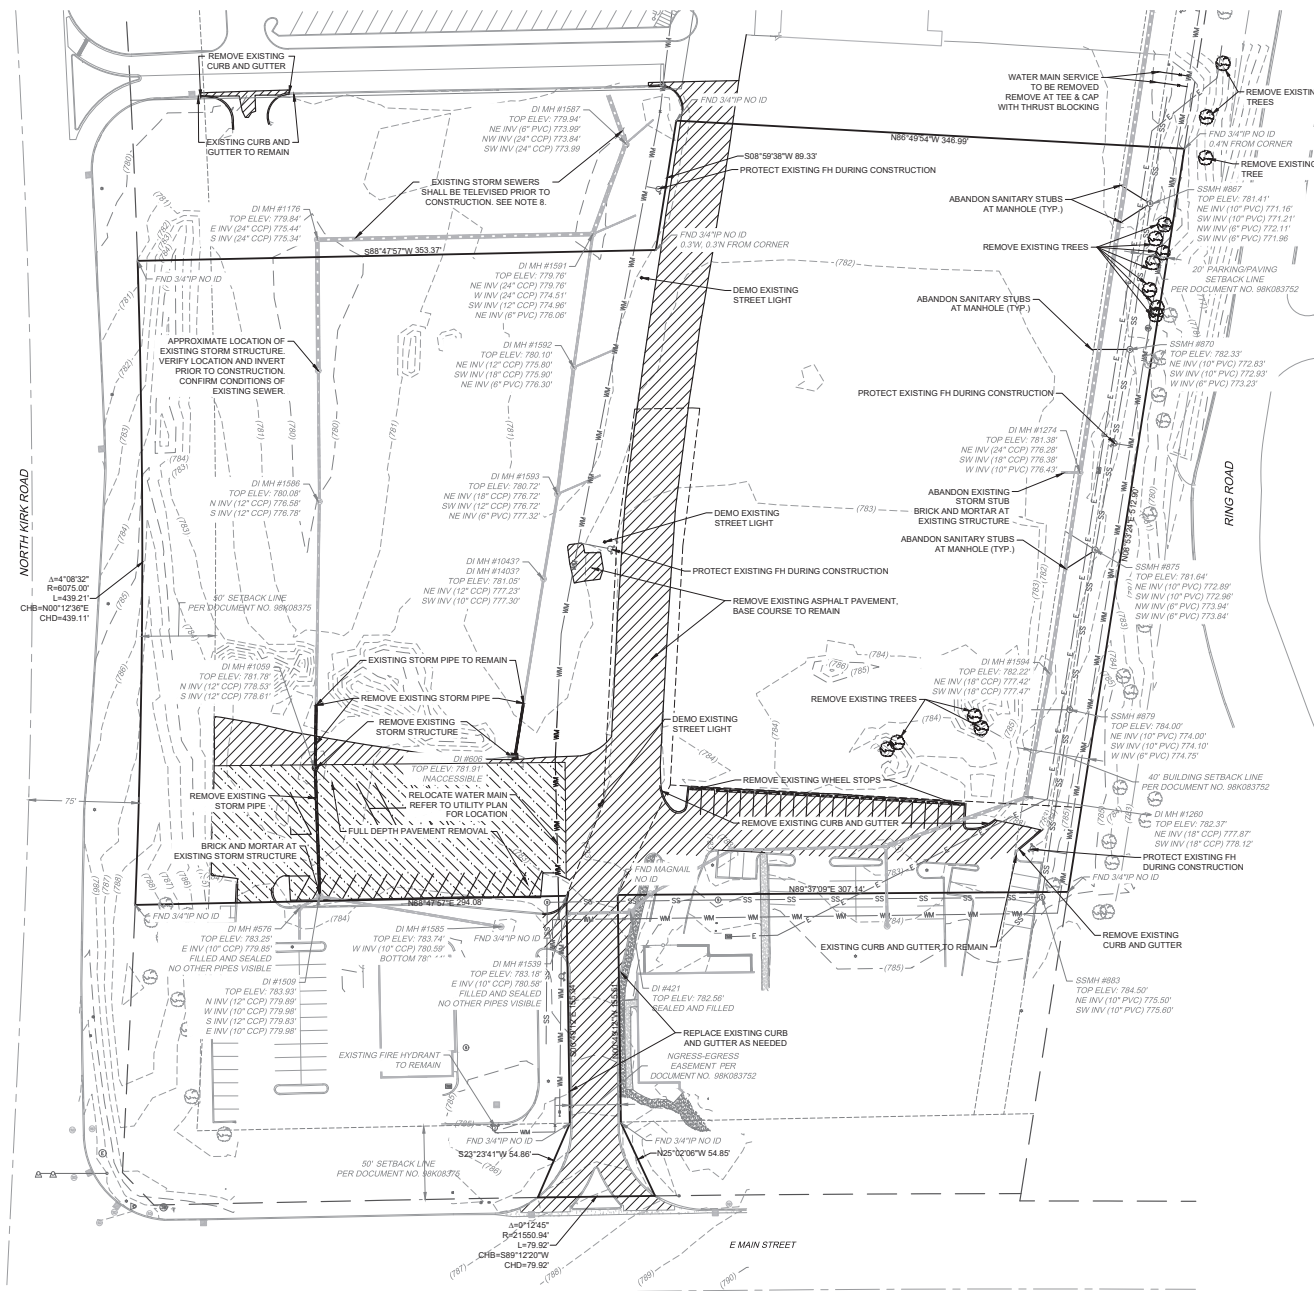 REMOVE EXISTING
CURB AND GUTTER
EXISTING CURB AND
GUTTER TO REMAIN
DI MH #1587
TOP ELEV: 779.94'
NE INV (6" PVC) 773.99'
NW INV (24" CCP) 773.84'
SW INV (24" CCP) 773.99
FND 3/4"IP NO ID
WATER MAIN SERVICE
TO BE REMOVED
REMOVE AT TEE & CAP
WITH THRUST BLOCKING
REMOVE EXISTIN
TREES
N86°49'54"W 346.99'
FND 3/4"IP NO ID
0.4'N FROM CORNER
REMOVE EXISTING
TREE
S08°59'38"W 89.33'
PROTECT EXISTING FH DURING CONSTRUCTION
EXISTING STORM SEWERS
SHALL BE TELEVISED PRIOR TO
CONSTRUCTION. SEE NOTE 8.
ABANDON SANITARY STUBS
AT MANHOLE (TYP.)
SSMH #867
TOP ELEV: 781.41'
NE INV (10" PVC) 771.16'
SW INV (10" PVC) 771.21'
NW INV (6" PVC) 772.11'
SW INV (6" PVC) 771.96
DI MH #1176
TOP ELEV: 779.84'
E INV (24" CCP) 775.44'
S INV (24" CCP) 775.34'
S88°47'57"W 353.37'
FND 3/4"IP NO ID
0.3'W, 0.3'N FROM CORNER
REMOVE EXISTING TREES
20' PARKING/PAVING
SETBACK LINE
PER DOCUMENT NO. 98K083752
FND 3/4"IP NO ID
DI MH #1591
TOP ELEV: 779.76'
NE INV (24" CCP) 779.76'
W INV (24" CCP) 774.51'
SW INV (12" CCP) 774.96'
NE INV (6" PVC) 776.06'
DEMO EXISTING
STREET LIGHT
(782)
ABANDON SANITARY STUBS
AT MANHOLE (TYP.)
APPROXIMATE LOCATION OF
EXISTING STORM STRUCTURE.
VERIFY LOCATION AND INVERT
PRIOR TO CONSTRUCTION.
CONFIRM CONDITIONS OF
EXISTING SEWER.
DI MH #1592
TOP ELEV: 780.10'
NE INV (12" CCP) 775.80'
SW INV (18" CCP) 775.90'
NE INV (6" PVC) 776.30'
SSMH #870
TOP ELEV: 782.33'
NE INV (10" PVC) 772.83'
SW INV (10" PVC) 772.93'
W INV (6" PVC) 773.23'
PROTECT EXISTING FH DURING CONSTRUCTION
DI MH #1274
TOP ELEV: 781.38'
NE INV (24" CCP) 776.28'
SW INV (18" CCP) 776.38'
W INV (10" PVC) 776.43'
NORTH KIRK ROAD
RING ROAD
DI MH #1586
TOP ELEV: 780.08'
N INV (12" CCP) 776.58'
S INV (12" CCP) 776.78'
DI MH #1593
TOP ELEV: 780.72'
NE INV (18" CCP) 776.72'
SW INV (12" CCP) 776.72'
NE INV (6" PVC) 777.32'
DEMO EXISTING
STREET LIGHT
(783)
ABANDON EXISTING
STORM STUB
BRICK AND MORTAR AT
EXISTING STRUCTURE
ABANDON SANITARY STUBS
AT MANHOLE (TYP.)
N08°53'24"E 512.90'
Δ=4°08'32"
R=6075.00'
L=439.21'
CHB=N00°12'36"E
CHD=439.11'
50' SETBACK LINE
PER DOCUMENT NO. 98K08375
DI MH #1043?
DI MH #1403?
TOP ELEV: 781.05'
NE INV (12" CCP) 777.23'
SW INV (10" CCP) 777.30'
PROTECT EXISTING FH DURING CONSTRUCTION
REMOVE EXISTING ASPHALT PAVEMENT,
BASE COURSE TO REMAIN
SSMH #875
TOP ELEV: 781.64'
NE INV (10" PVC) 772.89'
SW INV (10" PVC) 772.96'
NW INV (6" PVC) 773.94'
SW INV (6" PVC) 773.84'
DI MH #1059
TOP ELEV: 781.78'
N INV (12" CCP) 778.53'
S INV (12" CCP) 778.61'
EXISTING STORM PIPE TO REMAIN
REMOVE EXISTING STORM PIPE
REMOVE EXISTING
STORM STRUCTURE
DEMO EXISTING
STREET LIGHT
DI MH #1594
TOP ELEV: 782.22'
NE INV (18" CCP) 777.42'
SW INV (18" CCP) 777.47'
REMOVE EXISTING TREES
SSMH #879
TOP ELEV: 784.00'
NE INV (10" PVC) 774.00'
SW INV (10" PVC) 774.10'
W INV (6" PVC) 774.75'
DI #606
TOP ELEV: 781.91'
INACCESSIBLE
REMOVE EXISTING WHEEL STOPS
40' BUILDING SETBACK LINE
PER DOCUMENT NO. 98K083752
75'
REMOVE EXISTING
STORM PIPE
RELOCATE WATER MAIN
REFER TO UTILITY PLAN
FOR LOCATION
FULL DEPTH PAVEMENT REMOVAL
REMOVE EXISTING CURB AND GUTTER
DI MH #1260
TOP ELEV: 782.37'
NE INV (18" CCP) 777.87'
SW INV (18" CCP) 778.12'
BRICK AND MORTAR AT
EXISTING STORM STRUCTURE
PROTECT EXISTING FH
DURING CONSTRUCTION
FND MAGNAIL
NO ID
N89°37'09"E 307.14'
FND 3/4"IP NO ID
N88°47'57"E 294.08'
FND 3/4"IP NO ID
DI MH #576
TOP ELEV: 783.25'
E INV (10" CCP) 779.85'
FILLED AND SEALED
NO OTHER PIPES VISIBLE
DI MH #1585
TOP ELEV: 783.74'
W INV (10" CCP) 780.59'
FND 3/4"IP NO ID
REMOVE EXISTING
CURB AND GUTTER
EXISTING CURB AND GUTTER TO REMAIN
DI MH #1539
TOP ELEV: 783.18'
E INV (10" CCP) 780.58'
FILLED AND SEALED
NO OTHER PIPES VISIBLE
DI #1509
TOP ELEV: 783.93'
N INV (12" CCP) 779.89'
W INV (10" CCP) 779.98'
S INV (12" CCP) 779.83'
E INV (10" CCP) 779.98'
DI #421
TOP ELEV: 782.56'
SEALED AND FILLED
SSMH #883
TOP ELEV: 784.50'
NE INV (10" PVC) 775.50'
SW INV (10" PVC) 775.60'
REPLACE EXISTING CURB
AND GUTTER AS NEEDED
EXISTING FIRE HYDRANT
TO REMAIN
NGRESS-EGRESS
EASEMENT PER
DOCUMENT NO. 98K083752
FND 3/4"IP NO ID
S23°23'41"W 54.86'
FND 3/4"IP NO ID
N25°02'06"W 54.85'
50' SETBACK LINE
PER DOCUMENT NO. 98K08375
Δ=0°12'45"
R=21550.94'
L=79.92'
CHB=S89°12'20"W
CHD=79.92'
E MAIN STREET
(787)
(788)
(789)
(790)